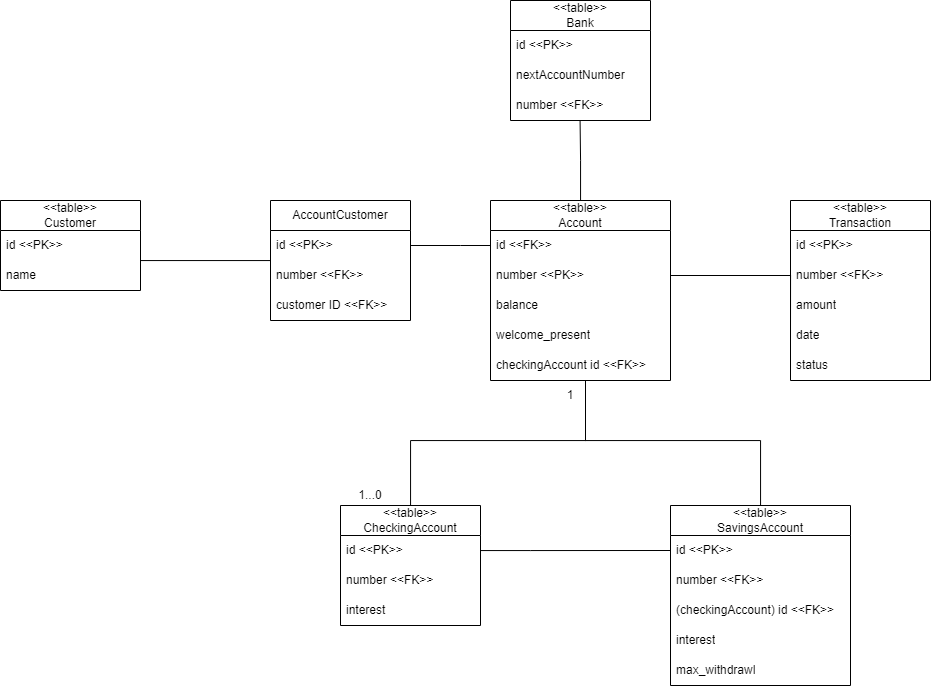 <<table>>
Bank
id <<PK>>
nextAccountNumber
number <<FK>>
<<table>>
Customer
id <<PK>>
name
AccountCustomer
id <<PK>>
number <<FK>>
customer ID <<FK>>
<<table>>
Account
id <<FK>>
number <<PK>>
balance
welcome_present
checkingAccount id <<FK>>
<<table>>
Transaction
id <<PK>>
number <<FK>>
amount
date
status
1
1...0
<<table>>
CheckingAccount
id <<PK>>
number <<FK>>
interest
<<table>>
SavingsAccount
id <<PK>>
number <<FK>>
(checkingAccount) id <<FK>>
interest
max_withdrawl